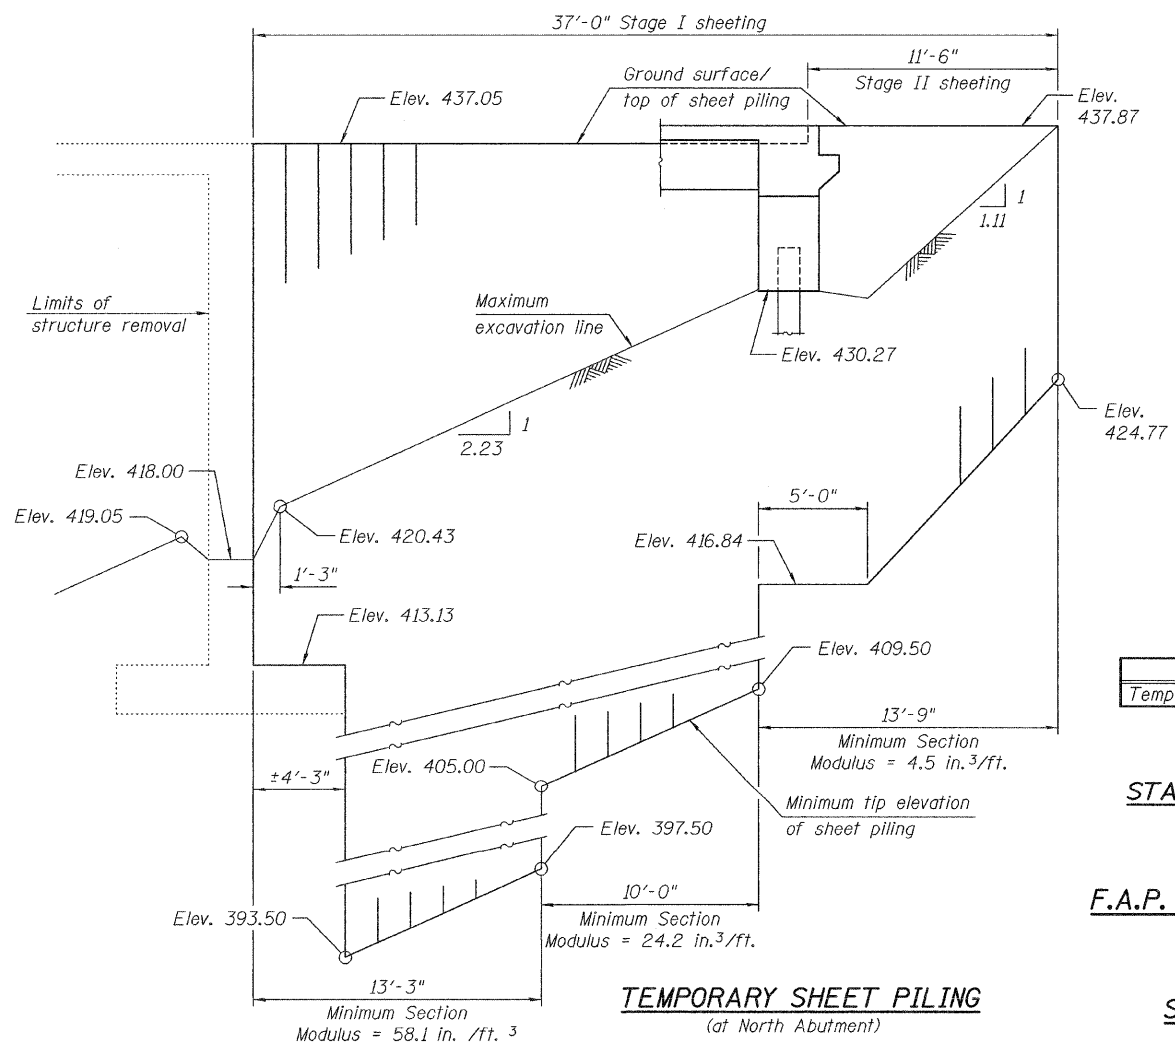 37'-0" Stage I sheeting
11'-6"
Stage II sheeting
Ground surface/
top of sheet piling
Elev. 437.05
Elev.
437.87
1
1.11
Limits of
structure removal
Maximum
excavation line
Elev. 430.27
1
2.23
Elev.
424.77
Elev. 418.00
Elev. 419.05
5'-0"
Elev. 420.43
Elev. 416.84
1'-3"
Elev. 413.13
Elev. 409.50
Temp
13'-9"
Minimum Section
Modulus = 4.5 in.³/ft.
Elev. 405.00
±4'-3"
STA
Minimum tip elevation
of sheet piling
Elev. 397.50
10'-0"
F.A.P.
Elev. 393.50
Minimum Section
Modulus = 24.2 in.³/ft.
13'-3"
Minimum Section
Modulus = 58.1 in. /ft. ³
TEMPORARY SHEET PILING
(at North Abutment)
S